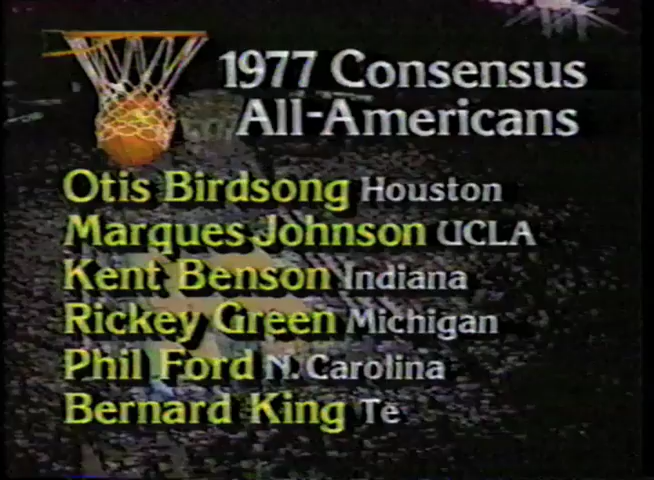 1977 Consensus
All-Americans
Otis Birdsong Houston
Marques Johnson UCLA
Kent Benson Indiana
Rickey Green Michigan
Phil Ford N. Carolina
Bernard King Te